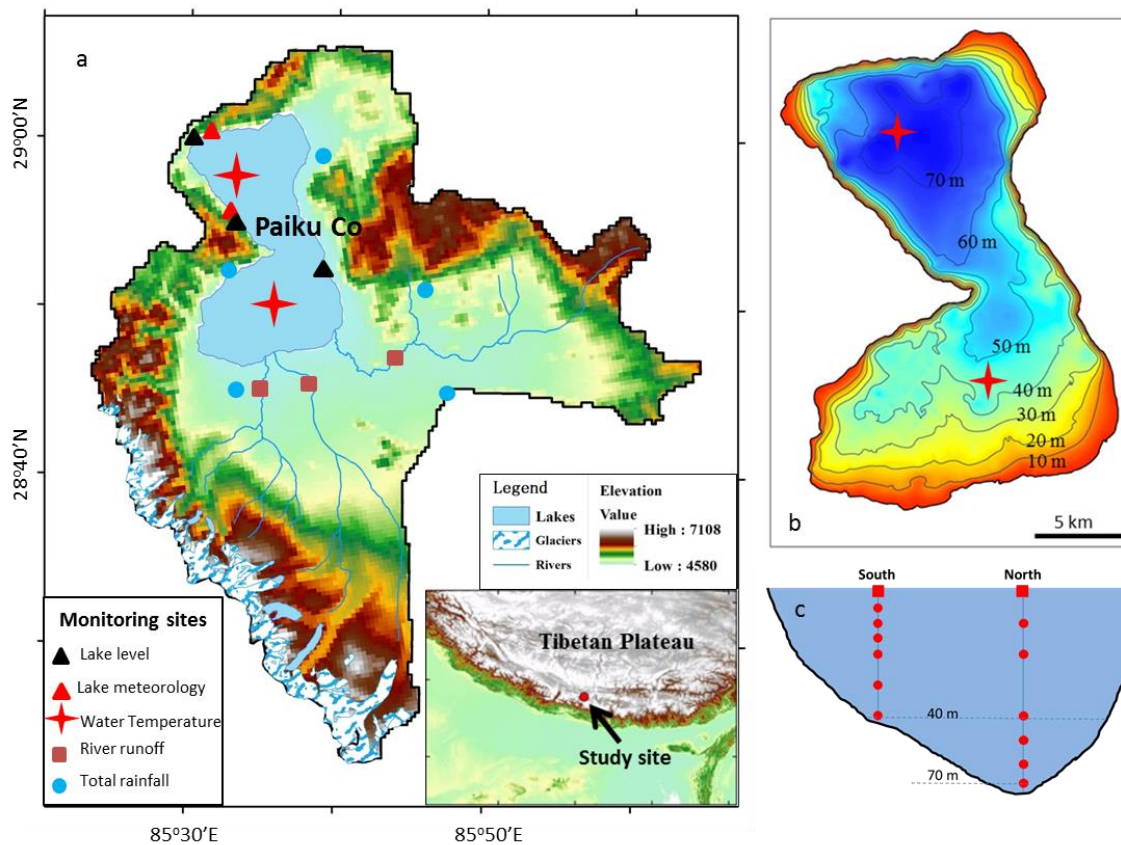 a
29°00′N
28°40′N
85°30′E
85°50′E
Paiku Co
Legend
Lakes
Glaciers
Rivers
Elevation
Value
High : 7108
Low : 4580
Monitoring sites
Lake level
Lake meteorology
Water Temperature
River runoff
Total rainfall
Tibetan Plateau
Study site
70 m
60 m
50 m
40 m
30 m
20 m
10 m
b
5 km
c
South
North
40 m
70 m